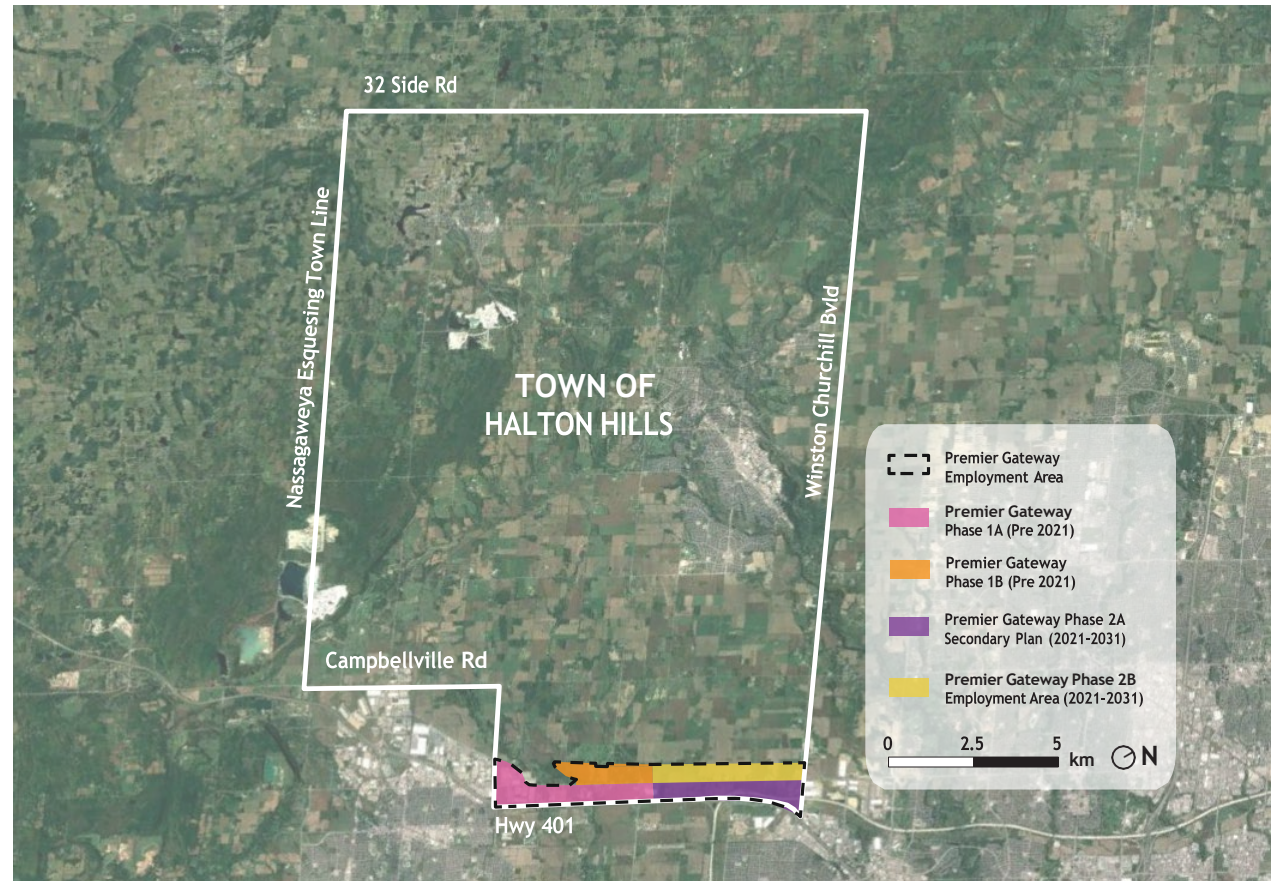 32 Side Rd
Nassagaweya Esquesing Town Line
TOWN OF
HALTON HILLS
Winston Churchill Bvld
Campbellville Rd
Hwy 401
Premier Gateway
Employment Area
Premier Gateway
Phase 1A (Pre 2021)
Premier Gateway
Phase 1B (Pre 2021)
Premier Gateway Phase 2A
Secondary Plan (2021-2031)
Premier Gateway Phase 2B
Employment Area (2021-2031)
0 2.5 5
km
N